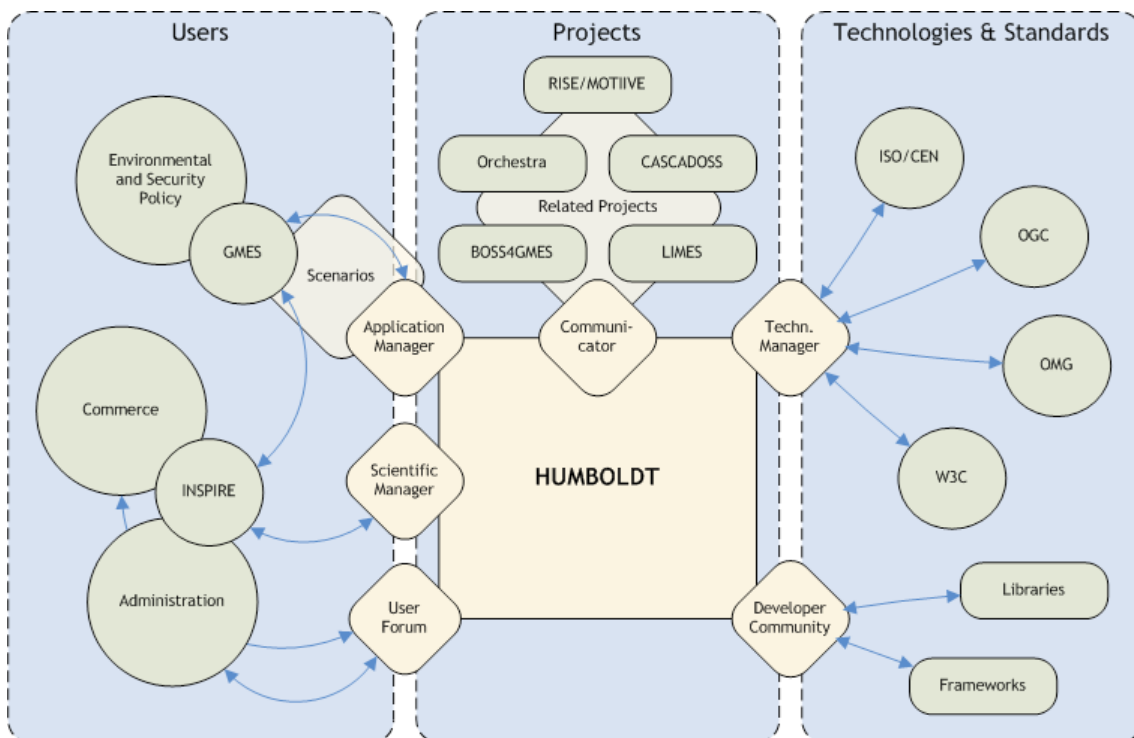 Users
Projects
Technologies & Standards
Environmental
and Security
Policy
GMES
Scenarios
Application
Manager
Commerce
INSPIRE
Scientific
Manager
Administration
User
Forum
RISE/MOTIIVE
Orchestra
CASCADOSS
Related Projects
BOSS4GMES
LIMES
Communi-
cator
HUMBOLDT
Techn.
Manager
ISO/CEN
OGC
OMG
W3C
Developer
Community
Libraries
Frameworks